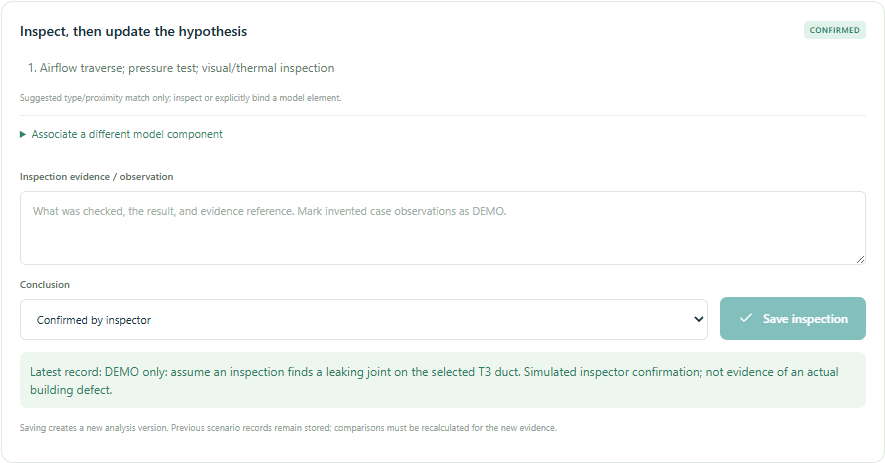 Inspect, then update the hypothesis
CONFIRMED
1. Airflow traverse; pressure test; visual/thermal inspection
Suggested type/proximity match only; inspect or explicitly bind a model element.
Associate a different model component
Inspection evidence / observation
What was checked, the result, and evidence reference. Mark invented case observations as DEMO.
Conclusion
Confirmed by inspector
Save inspection
Latest record: DEMO only: assume an inspection finds a leaking joint on the selected T3 duct. Simulated inspector confirmation; not evidence of an actual
building defect.
Saving creates a new analysis version. Previous scenario records remain stored; comparisons must be recalculated for the new evidence.